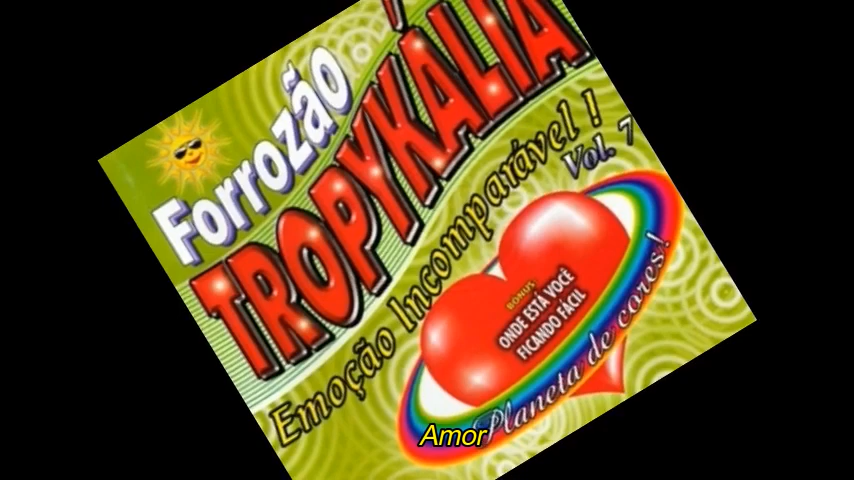 Forrozão
TROPYKÁLIA
Emoção Incomparável !
Vol. 7
BONUS
ONDE ESTÁ VOCÊ
FICANDO FÁCIL
Planeta de cores!
Amor